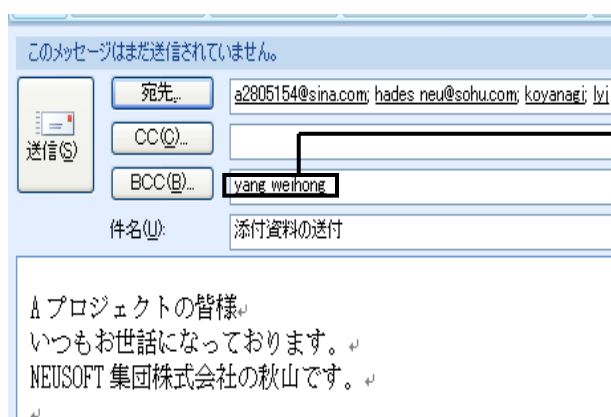 このメッセージはまだ送信されていません。
宛先... a2805154@sina.com; hades neu@sohu.com; koyanagi; lyj
送信(S)
CC(C)...
BCC(B)... yang weihong
件名(U): 添付資料の送付
Aプロジェクトの皆様↵
いつもお世話になっております。↵
NEUSOFT 集団株式会社の秋山です。↵
↵